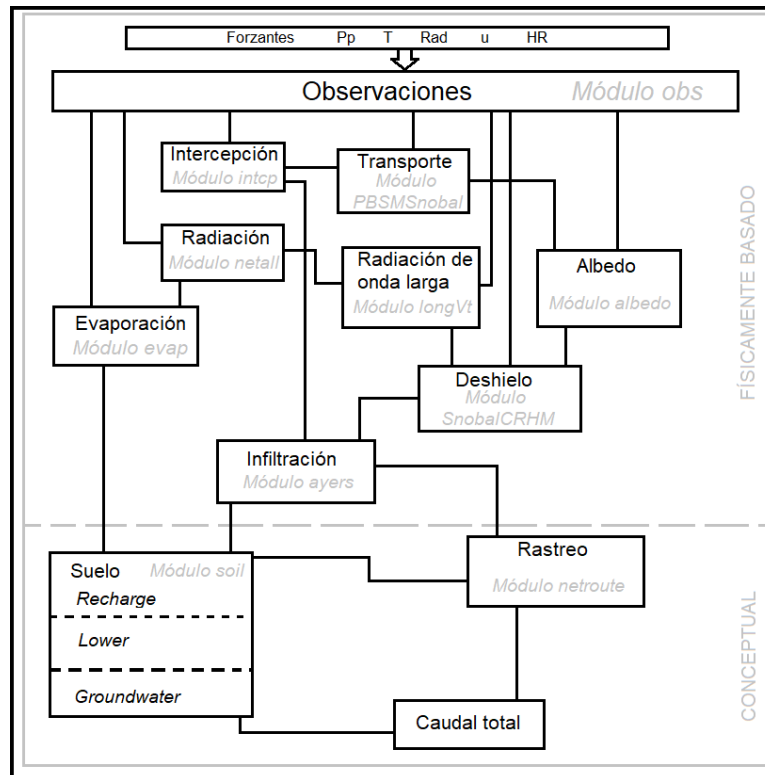 Forzantes Pp T Rad u HR
Observaciones Módulo obs
Intercepción
Módulo intcp
Transporte
Módulo
PBSMSnobal
Radiación
Módulo netall
Radiación de
onda larga
Módulo longVt
Albedo
Módulo albedo
Evaporación
Módulo evap
Deshielo
Módulo
SnobalCRHM
Infiltración
Módulo ayers
FÍSICAMENTE BASADO
Suelo Módulo soil
Recharge
Lower
Groundwater
Rastreo
Módulo netroute
Caudal total
CONCEPTUAL